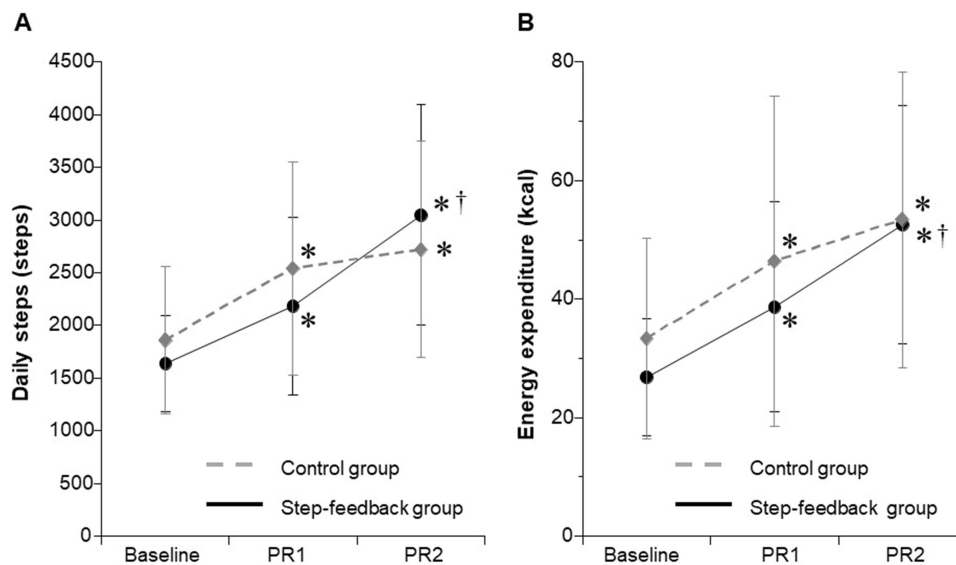 A
Daily steps (steps)
4500
4000
3500
3000
2500
2000
1500
1000
500
0
* †
*
*
*
Control group
Step-feedback group
Baseline PR1 PR2
B
Energy expenditure (kcal)
80
60
40
20
0
*
* †
*
*
Control group
Step-feedback group
Baseline PR1 PR2